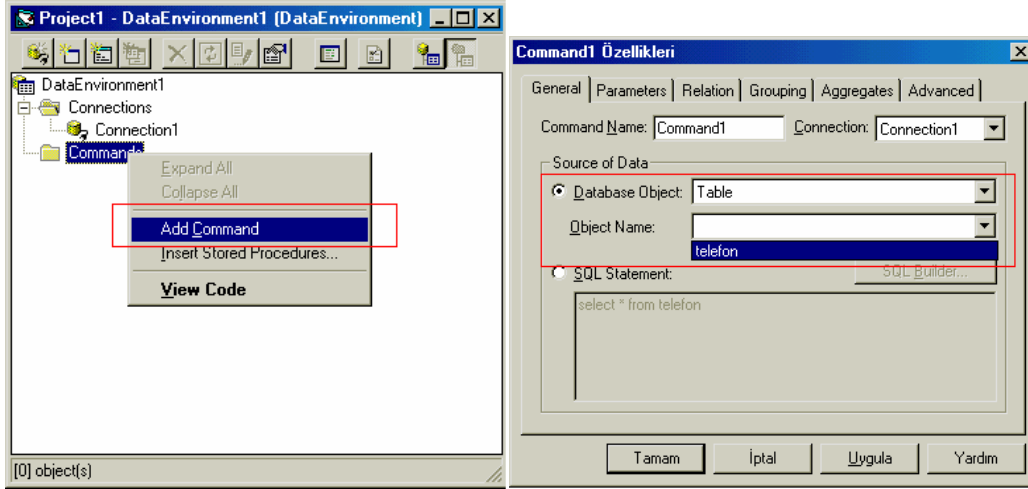 Project1 - DataEnvironment1 (DataEnvironment)
DataEnvironment1
Connections
Connection1
Commands
Expand All
Collapse All
Add Command
Insert Stored Procedures...
View Code
[0] object(s)
Command1 Özellikleri
General Parameters Relation Grouping Aggregates Advanced
Command Name: Command1 Connection: Connection1
Source of Data
Database Object: Table
Object Name:
telefon
SQL Statement: SQL Builder...
select * from telefon
Tamam İptal Uygula Yardım